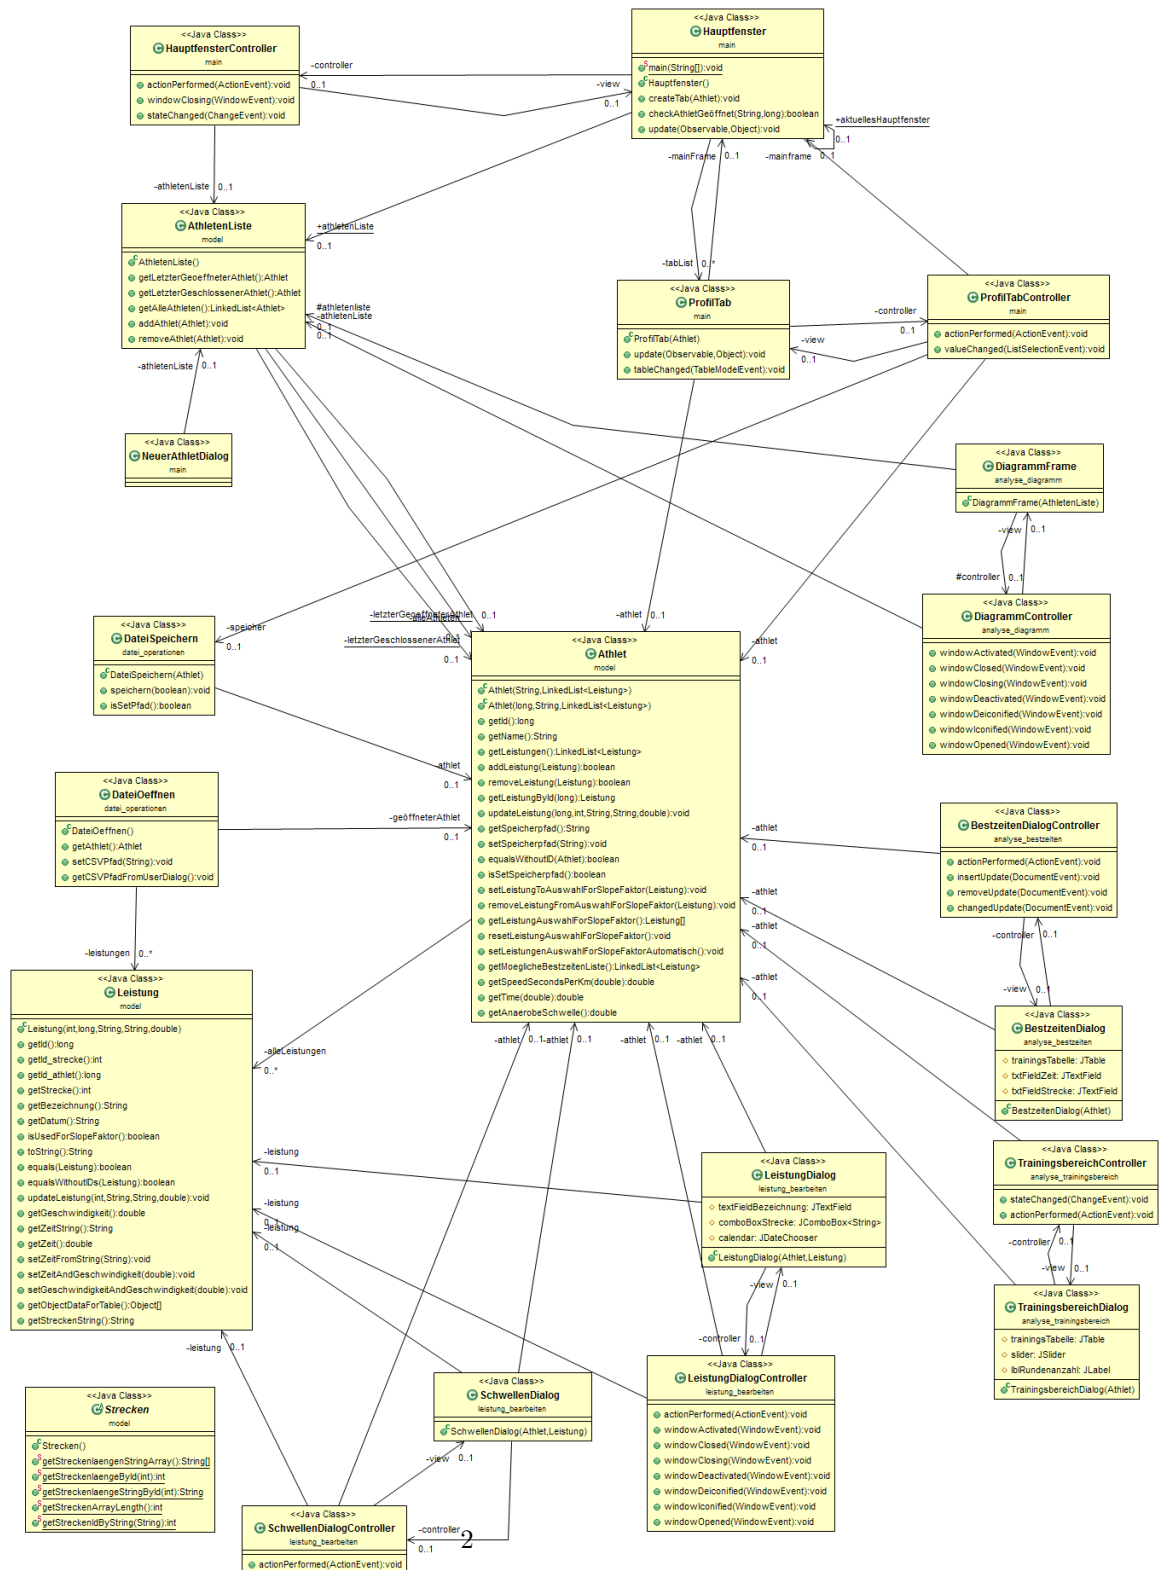 <<Java Class>>
HauptfensterController
main
actionPerformed(ActionEvent):void
windowClosing(WindowEvent):void
stateChanged(ChangeEvent):void
<<Java Class>>
Hauptfenster
main
main(String[]):void
Hauptfenster()
createTab(Athlet):void
checkAthletGeöffnet(String,long):boolean
update(Observable,Object):void
-controller
0..1
-view
0..1
+aktuellesHauptfenster
0..1
-mainFrame
0..1
-mainframe
0..1
-athletenListe
0..1
<<Java Class>>
AthletenListe
model
AthletenListe()
getLetzterGeoeffneterAthlet():Athlet
getLetzterGeschlossenerAthlet():Athlet
getAlleAthleten():LinkedList<Athlet>
addAthlet(Athlet):void
removeAthlet(Athlet):void
+athletenListe
0..1
#athletenliste
0..1
-athletenListe
0..1
-tabList
0..*
<<Java Class>>
ProfilTab
main
ProfilTab(Athlet)
update(Observable,Object):void
tableChanged(TableModelEvent):void
-controller
0..1
-view
0..1
<<Java Class>>
ProfilTabController
main
actionPerformed(ActionEvent):void
valueChanged(ListSelectionEvent):void
-athletenListe
0..1
<<Java Class>>
NeuerAthletDialog
main
<<Java Class>>
DiagrammFrame
analyse_diagramm
DiagrammFrame(AthletenListe)
-view
0..1
#controller
0..1
<<Java Class>>
DiagrammController
analyse_diagramm
windowActivated(WindowEvent):void
windowClosed(WindowEvent):void
windowClosing(WindowEvent):void
windowDeactivated(WindowEvent):void
windowDeiconified(WindowEvent):void
windowIconified(WindowEvent):void
windowOpened(WindowEvent):void
<<Java Class>>
DateiSpeichern
datei_operationen
DateiSpeichern(Athlet)
speichern(boolean):void
isSetPfad():boolean
-speicher
0..1
-letzterGeoeffneterAthlet
0..1
-alleAthleten
0..*
-letzterGeschlossenerAthlet
0..1
-athlet
0..1
-athlet
0..1
-athlet
0..1
<<Java Class>>
Athlet
model
Athlet(String,LinkedList<Leistung>)
Athlet(long,String,LinkedList<Leistung>)
getId():long
getName():String
getLeistungen():LinkedList<Leistung>
addLeistung(Leistung):boolean
removeLeistung(Leistung):boolean
getLeistungById(long):Leistung
updateLeistung(long,int,String,String,double):void
getSpeicherpfad():String
setSpeicherpfad(String):void
equalsWithoutID(Athlet):boolean
isSetSpeicherpfad():boolean
setLeistungToAuswahlForSlopeFaktor(Leistung):void
removeLeistungFromAuswahlForSlopeFaktor(Leistung):void
getLeistungAuswahlForSlopeFaktor():Leistung[]
resetLeistungAuswahlForSlopeFaktor():void
setLeistungenAuswahlForSlopeFaktorAutomatisch():void
getMoeglicheBestzeitenListe():LinkedList<Leistung>
getSpeedSecondsPerKm(double):double
getTime(double):double
getAnaerobeSchwelle():double
<<Java Class>>
DateiOeffnen
datei_operationen
DateiOeffnen()
getAthlet():Athlet
setCSVPfad(String):void
getCSVPfadFromUserDialog():void
-geöffneterAthlet
0..1
-leistungen
0..*
<<Java Class>>
BestzeitenDialogController
analyse_bestzeiten
actionPerformed(ActionEvent):void
insertUpdate(DocumentEvent):void
removeUpdate(DocumentEvent):void
changedUpdate(DocumentEvent):void
-athlet
0..1
-athlet
0..1
-athlet
0..1
-athlet
0..1
-controller
0..1
-view
0..1
<<Java Class>>
BestzeitenDialog
analyse_bestzeiten
trainingsTabelle: JTable
txtFieldZeit: JTextField
txtFieldStrecke: JTextField
BestzeitenDialog(Athlet)
<<Java Class>>
Leistung
model
Leistung(int,long,String,String,double)
getId():long
getId_strecke():int
getId_athlet():long
getStrecke():int
getBezeichnung():String
getDatum():String
isUsedForSlopeFaktor():boolean
toString():String
equals(Leistung):boolean
equalsWithoutIDs(Leistung):boolean
updateLeistung(int,String,String,double):void
getGeschwindigkeit():double
getZeitString():String
getZeit():double
setZeitFromString(String):void
setZeitAndGeschwindigkeit(double):void
setGeschwindigkeitAndGeschwindigkeit(double):void
getObjectDataForTable():Object[]
getStreckenString():String
-alleLeistungen
0..*
-athlet
0..1
-athlet
0..1
-athlet
0..1
-athlet
0..1
<<Java Class>>
TrainingsbereichController
analyse_trainingsbereich
stateChanged(ChangeEvent):void
actionPerformed(ActionEvent):void
-controller
0..1
-view
0..1
<<Java Class>>
TrainingsbereichDialog
analyse_trainingsbereich
trainingsTabelle: JTable
slider: JSlider
lblRundenanzahl: JLabel
TrainingsbereichDialog(Athlet)
<<Java Class>>
LeistungDialog
leistung_bearbeiten
textFieldBezeichnung: JTextField
comboBoxStrecke: JComboBox<String>
calendar: JDateChooser
LeistungDialog(Athlet,Leistung)
-leistung
0..1
-leistung
0..1
-leistung
0..1
-view
0..1
-controller
0..1
<<Java Class>>
LeistungDialogController
leistung_bearbeiten
actionPerformed(ActionEvent):void
windowActivated(WindowEvent):void
windowClosed(WindowEvent):void
windowClosing(WindowEvent):void
windowDeactivated(WindowEvent):void
windowDeiconified(WindowEvent):void
windowIconified(WindowEvent):void
windowOpened(WindowEvent):void
-leistung
0..1
<<Java Class>>
SchwellenDialog
leistung_bearbeiten
SchwellenDialog(Athlet,Leistung)
<<Java Class>>
Strecken
model
Strecken()
getStreckenlaengenStringArray():String[]
getStreckenlaengeById(int):int
getStreckenlaengeStringById(int):String
getStreckenArrayLength():int
getStreckenIdByString(String):int
-view
0..1
-controller
0..1
<<Java Class>>
SchwellenDialogController
leistung_bearbeiten
actionPerformed(ActionEvent):void
2